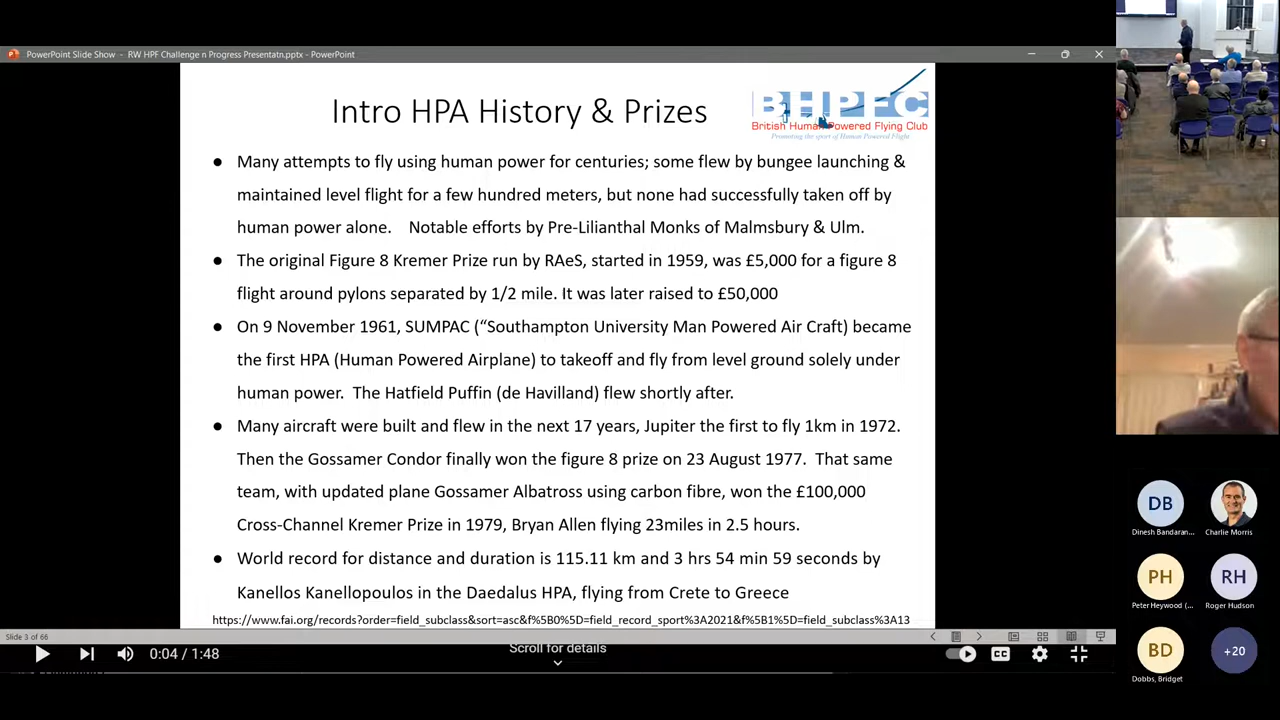 PowerPoint Slide Show - RW HPF Challenge n Progress Presentatn.pptx - PowerPoint
Intro HPA History & Prizes
BHPFC
British Human Powered Flying Club
Promoting the sport of Human Powered Flight
● Many attempts to fly using human power for centuries; some flew by bungee launching &
maintained level flight for a few hundred meters, but none had successfully taken off by
human power alone. Notable efforts by Pre-Lilianthal Monks of Malmsbury & Ulm.
● The original Figure 8 Kremer Prize run by RAeS, started in 1959, was £5,000 for a figure 8
flight around pylons separated by 1/2 mile. It was later raised to £50,000
● On 9 November 1961, SUMPAC (“Southampton University Man Powered Air Craft) became
the first HPA (Human Powered Airplane) to takeoff and fly from level ground solely under
human power. The Hatfield Puffin (de Havilland) flew shortly after.
● Many aircraft were built and flew in the next 17 years, Jupiter the first to fly 1km in 1972.
Then the Gossamer Condor finally won the figure 8 prize on 23 August 1977. That same
team, with updated plane Gossamer Albatross using carbon fibre, won the £100,000
Cross-Channel Kremer Prize in 1979, Bryan Allen flying 23miles in 2.5 hours.
● World record for distance and duration is 115.11 km and 3 hrs 54 min 59 seconds by
Kanellos Kanellopoulos in the Daedalus HPA, flying from Crete to Greece
https://www.fai.org/records?order=field_subclass&sort=asc&f%5B0%5D=field_record_sport%3A2021&f%5B1%5D=field_subclass%3A13
Slide 3 of 66
0:04 / 1:48
Scroll for details
CC
DB
Dinesh Bandaran...
Charlie Morris
PH
Peter Heywood (...
RH
Roger Hudson
BD
Dobbs, Bridget
+20